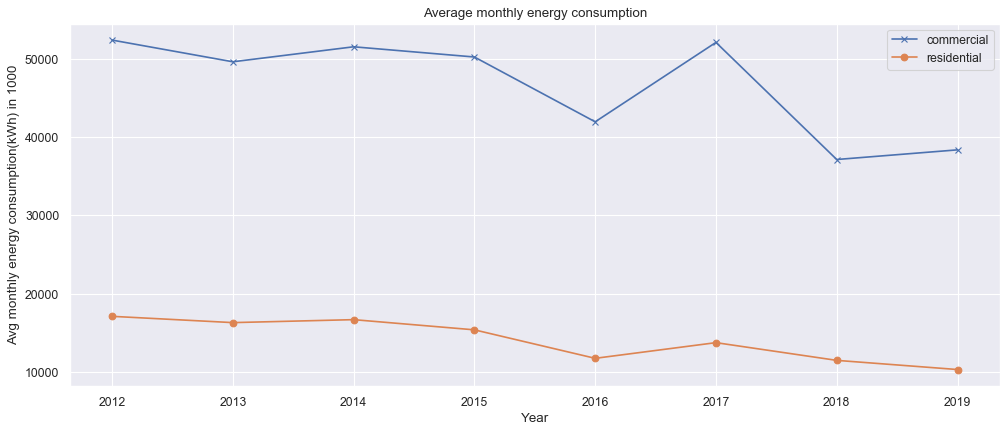 Average monthly energy consumption
commercial
residential
Avg monthly energy consumption(kWh) in 1000
50000
40000
30000
20000
10000
2012 2013 2014 2015 2016 2017 2018 2019
Year